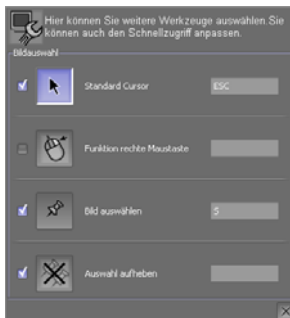 Hier können Sie weitere Werkzeuge auswählen.Sie
können auch den Schnellzugriff anpassen.
Bildauswahl
Standard Cursor ESC
Funktion rechte Maustaste
Bild auswählen S
Auswahl aufheben